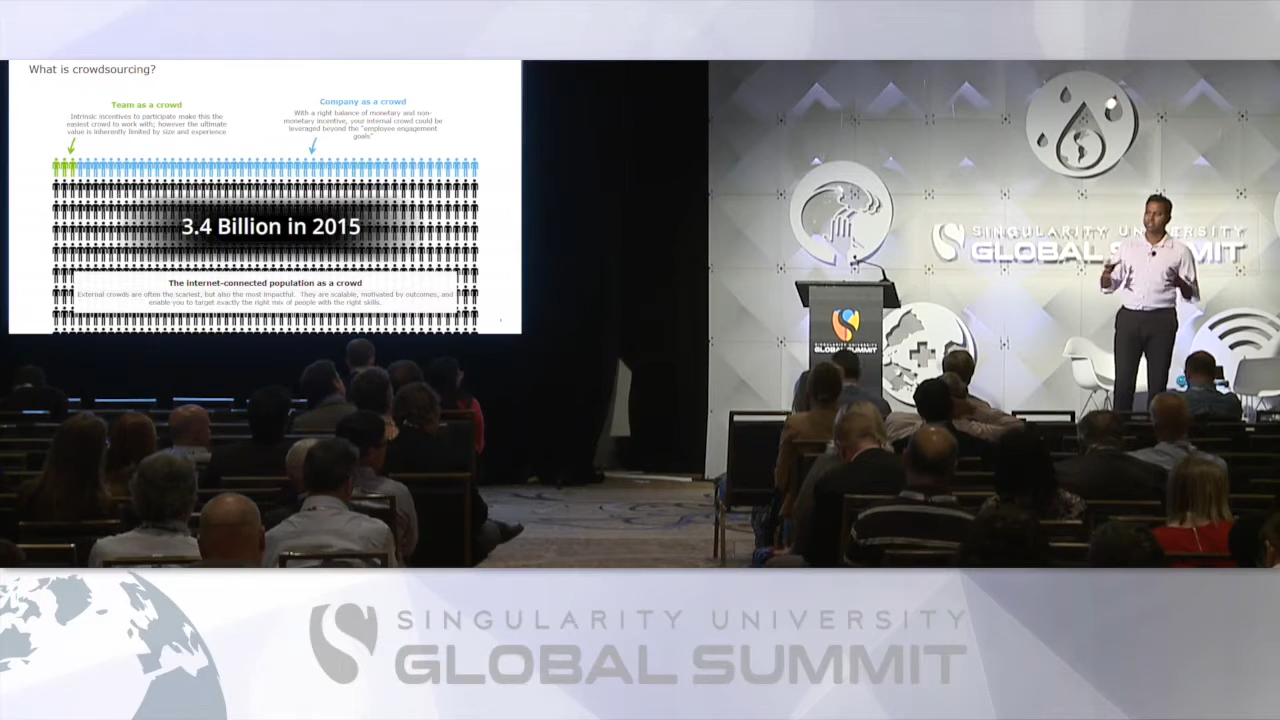 What is crowdsourcing?
Team as a crowd
Intrinsic incentives to participate make this the
easiest crowd to work with; however the ultimate
value is inherently limited by size and experience
Company as a crowd
With a right balance of monetary and non-
monetary incentive, your internal crowd could be
leveraged beyond the "employee engagement
goals"
3.4 Billion in 2015
The internet-connected population as a crowd
External crowds are often the scariest, but also the most impactful. They are scalable, motivated by outcomes, and
enable you to target exactly the right mix of people with the right skills.
SINGULARITY UNIVERSITY
GLOBAL SUMMIT
SINGULARITY UNIVERSITY
GLOBAL SUMMIT
SINGULARITY UNIVERSITY
GLOBAL SUMMIT